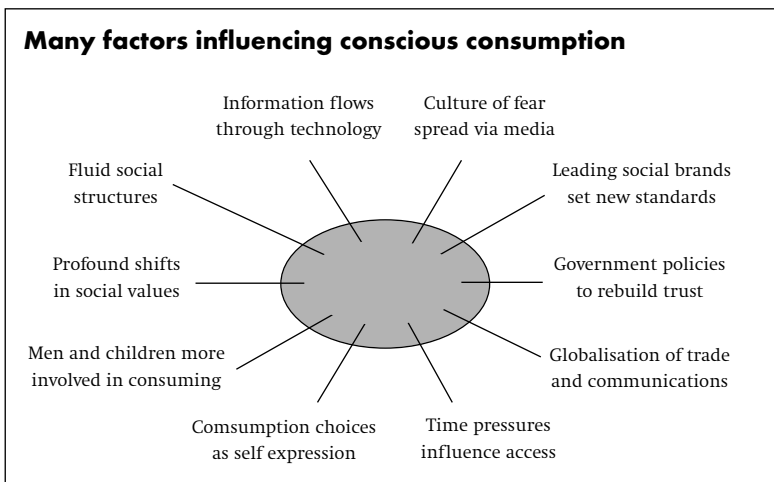 Many factors influencing conscious consumption
Information flows
through technology
Culture of fear
spread via media
Fluid social
structures
Leading social brands
set new standards
Profound shifts
in social values
Government policies
to rebuild trust
Men and children more
involved in consuming
Globalisation of trade
and communications
Comsumption choices
as self expression
Time pressures
influence access